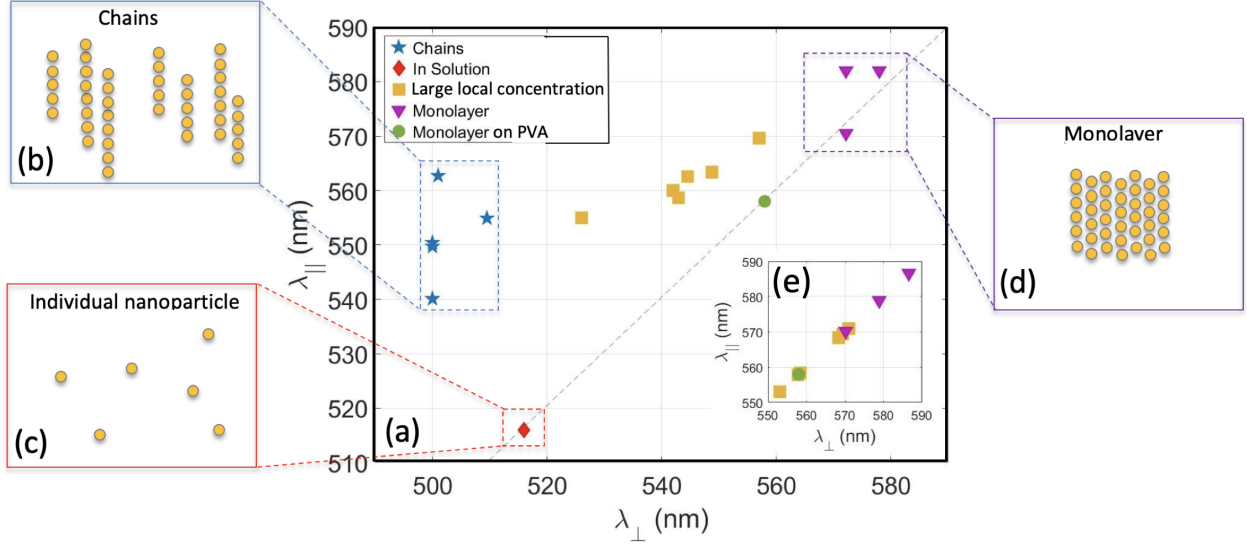 Chains
(b)
Individual nanoparticle
(c)
590
580
570
560
550
540
530
520
510
λ|| (nm)
Chains
In Solution
Large local concentration
Monolayer
Monolayer on PVA
(a)
500
520
540
560
580
λ⊥ (nm)
(e)
590
580
570
560
550
λ|| (nm)
550
560
570
580
590
λ⊥ (nm)
Monolaver
(d)